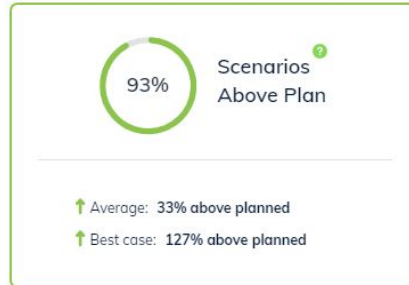 93%
Scenarios ?
Above Plan
Average: 33% above planned
Best case: 127% above planned